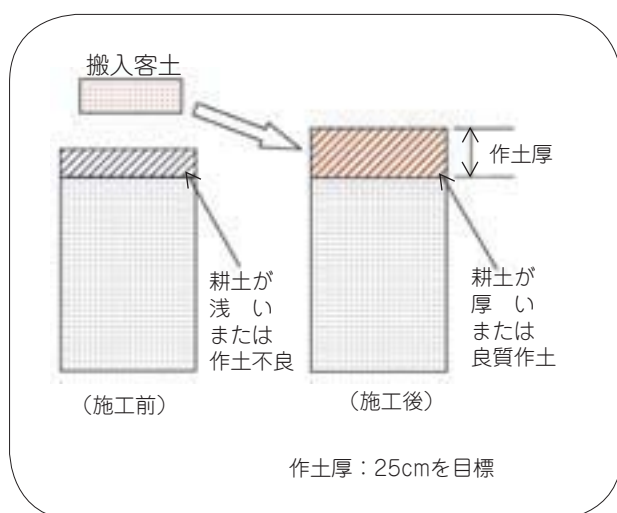 搬入客土
作土厚
耕土が
浅　い
または
作土不良
耕土が
厚　い
または
良質作土
（施工前）
（施工後）
作土厚：25cmを目標